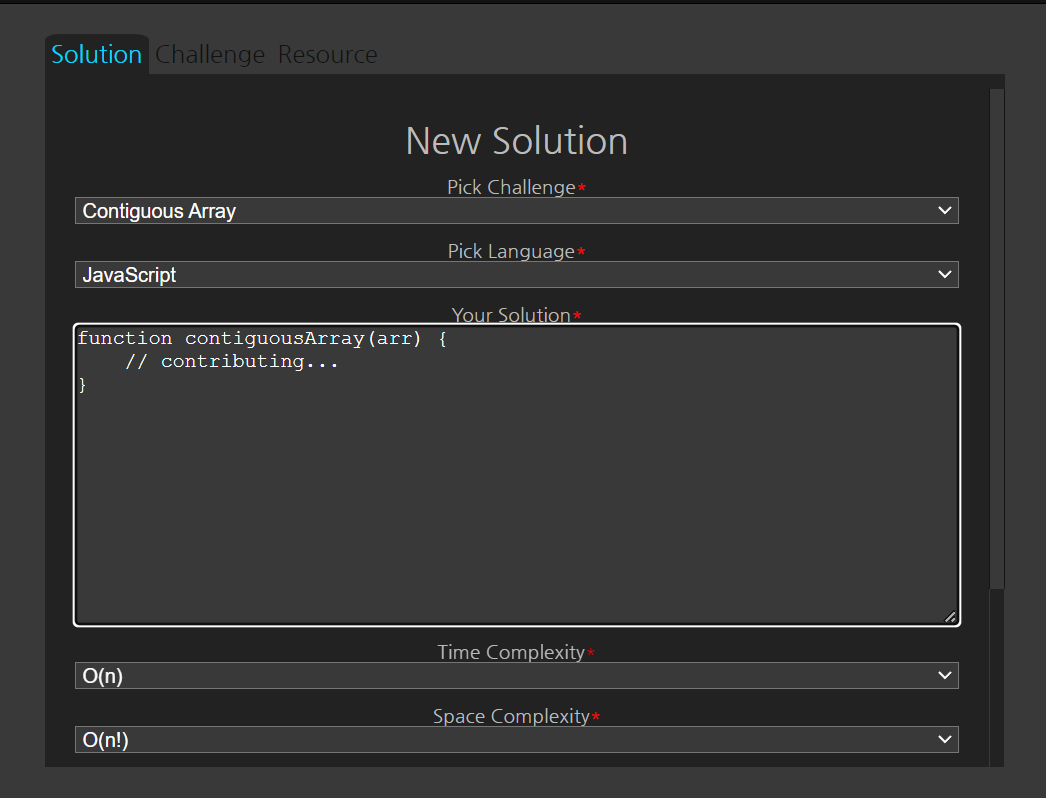 Solution Challenge Resource
New Solution
Pick Challenge*
Contiguous Array
Pick Language*
JavaScript
Your Solution*
function contiguousArray(arr) {
    // contributing...
}
Time Complexity*
O(n)
Space Complexity*
O(n!)